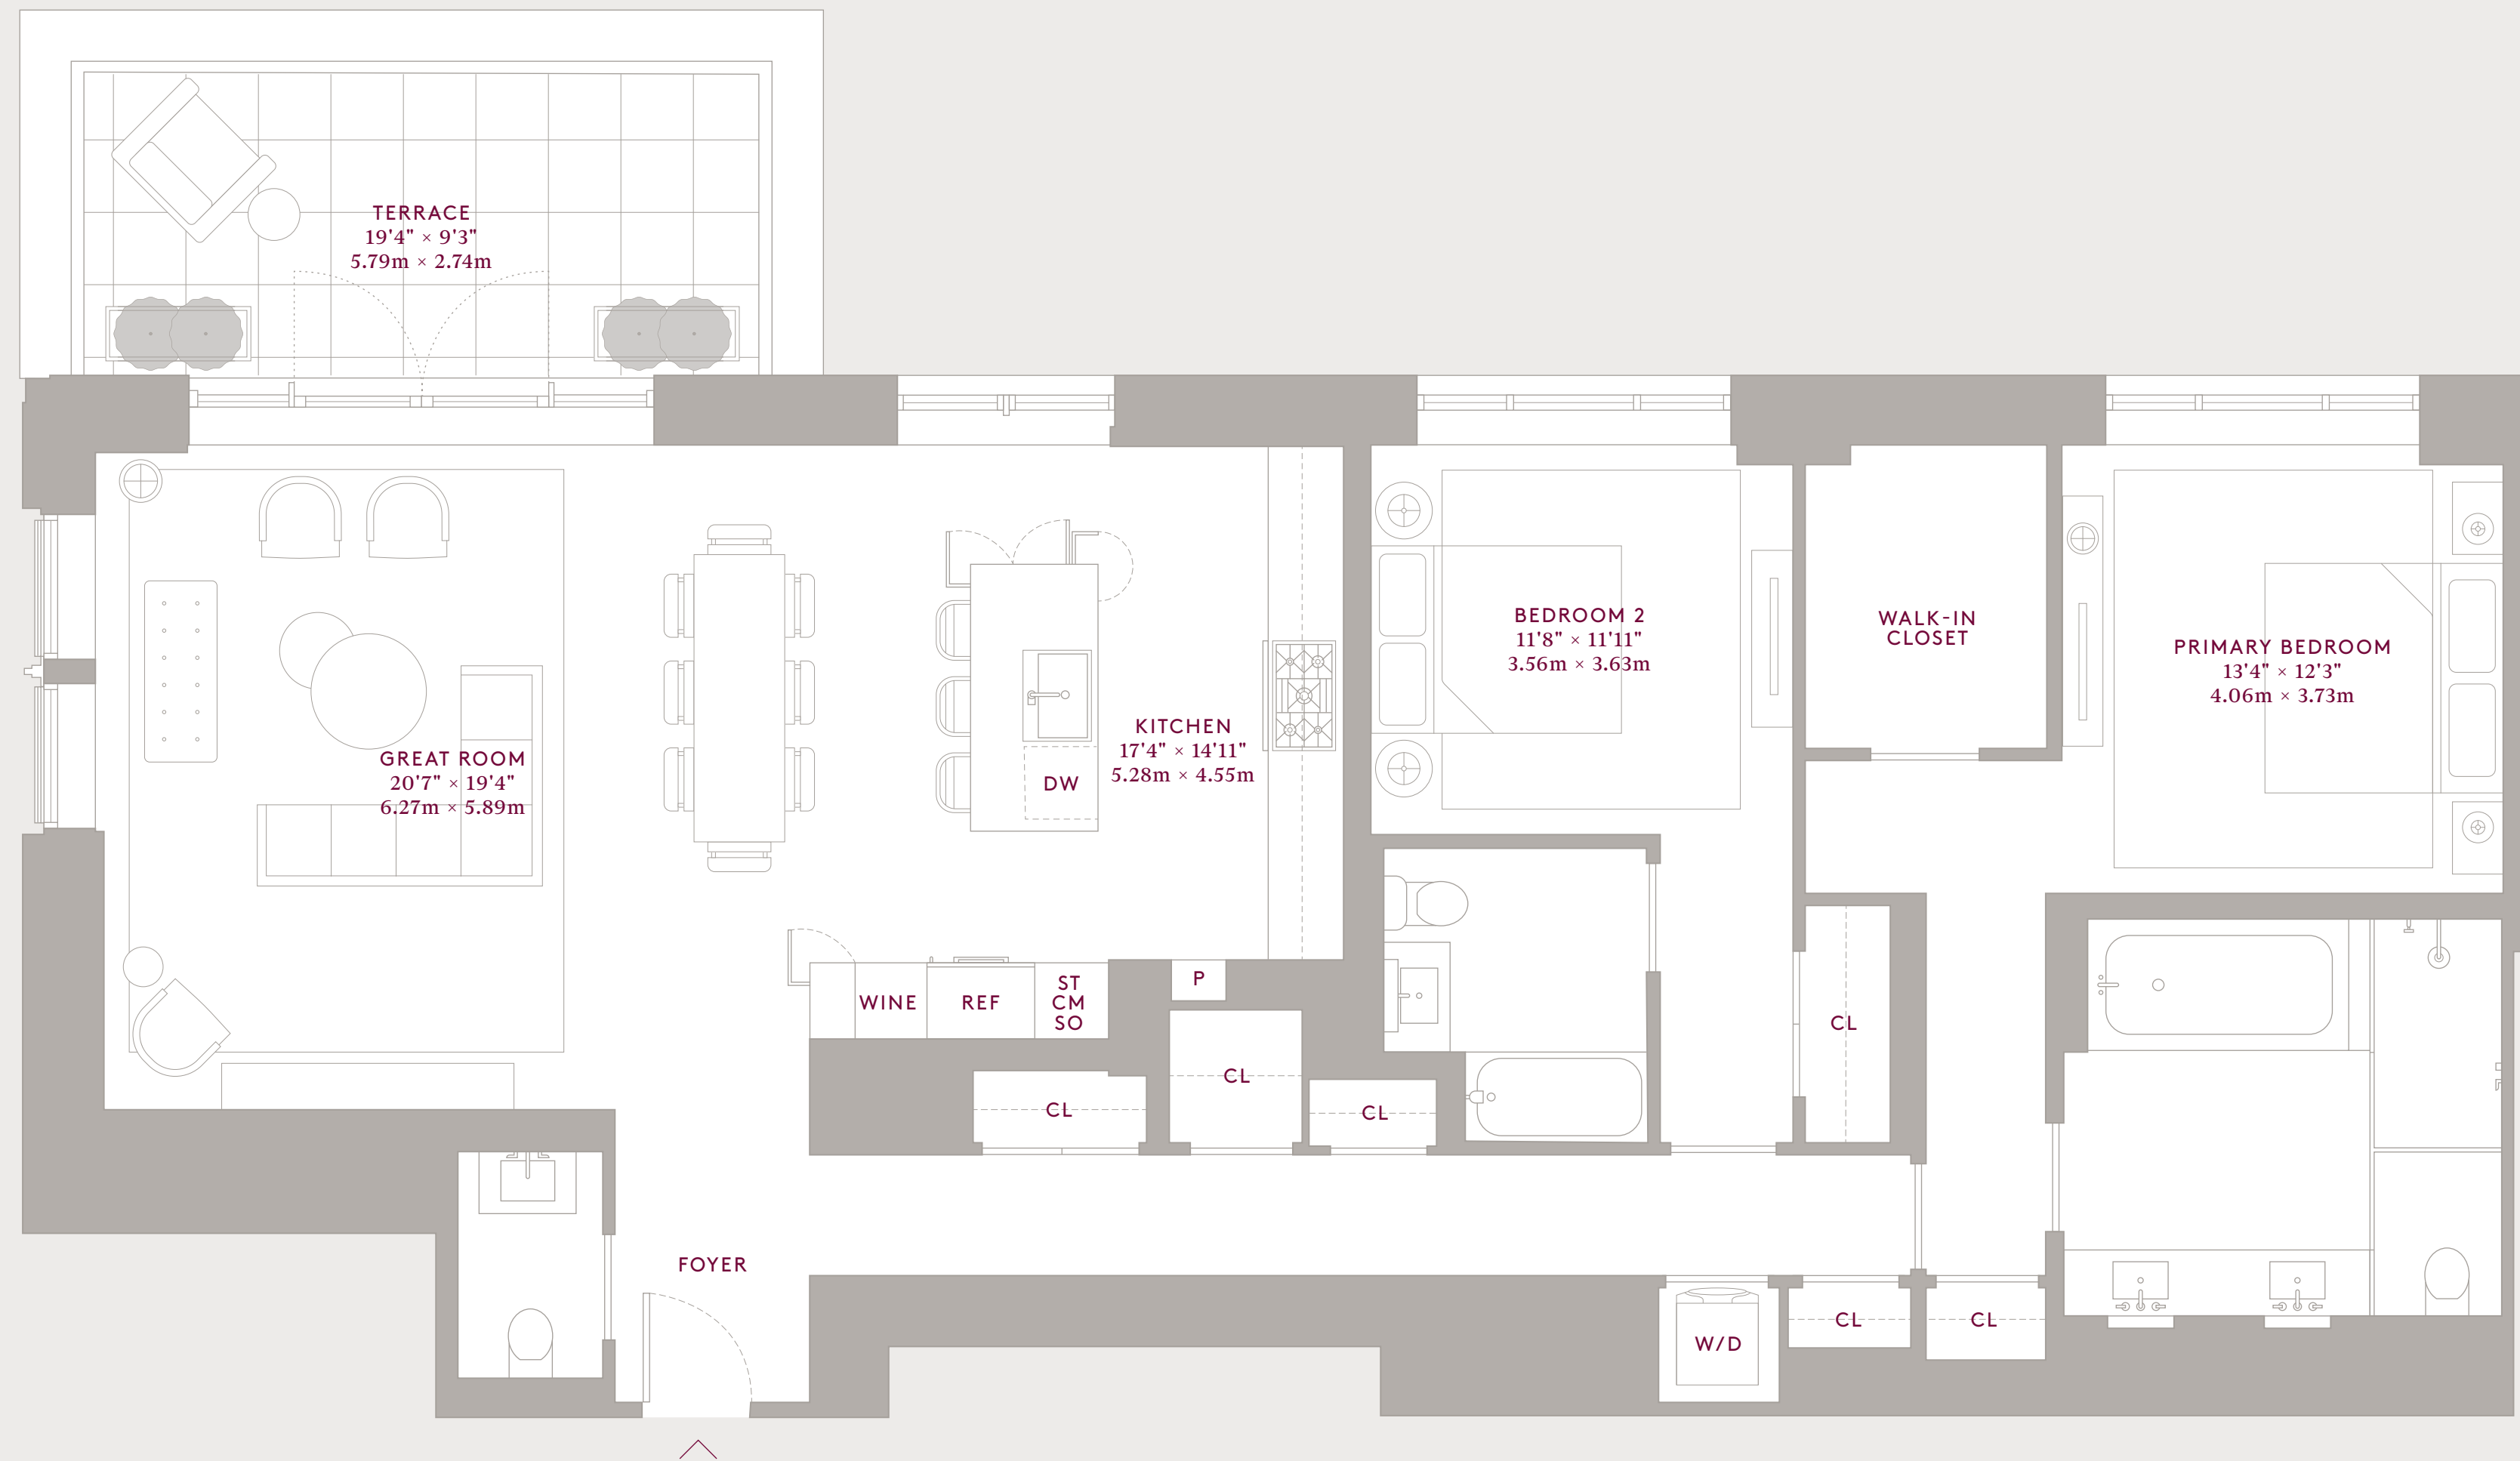 TERRACE
19'4" × 9'3"
5.79m × 2.74m
GREAT ROOM
20'7" × 19'4"
6.27m × 5.89m
KITCHEN
17'4" × 14'11"
5.28m × 4.55m
DW
BEDROOM 2
11'8" × 11'11"
3.56m × 3.63m
WALK-IN
CLOSET
PRIMARY BEDROOM
13'4" × 12'3"
4.06m × 3.73m
WINE
REF
ST
CM
SO
P
CL
CL
CL
CL
FOYER
W/D
CL
CL